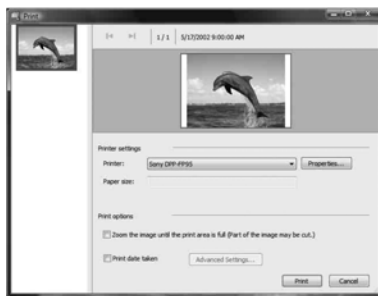 Print
1 / 1 5/17/2002 9:00:00 AM
Printer settings
Printer: Sony DPP-FP95 Properties...
Paper size:
Print options
Zoom the image until the print area is full (Part of the image may be cut.)
Print date taken Advanced Settings...
Print Cancel